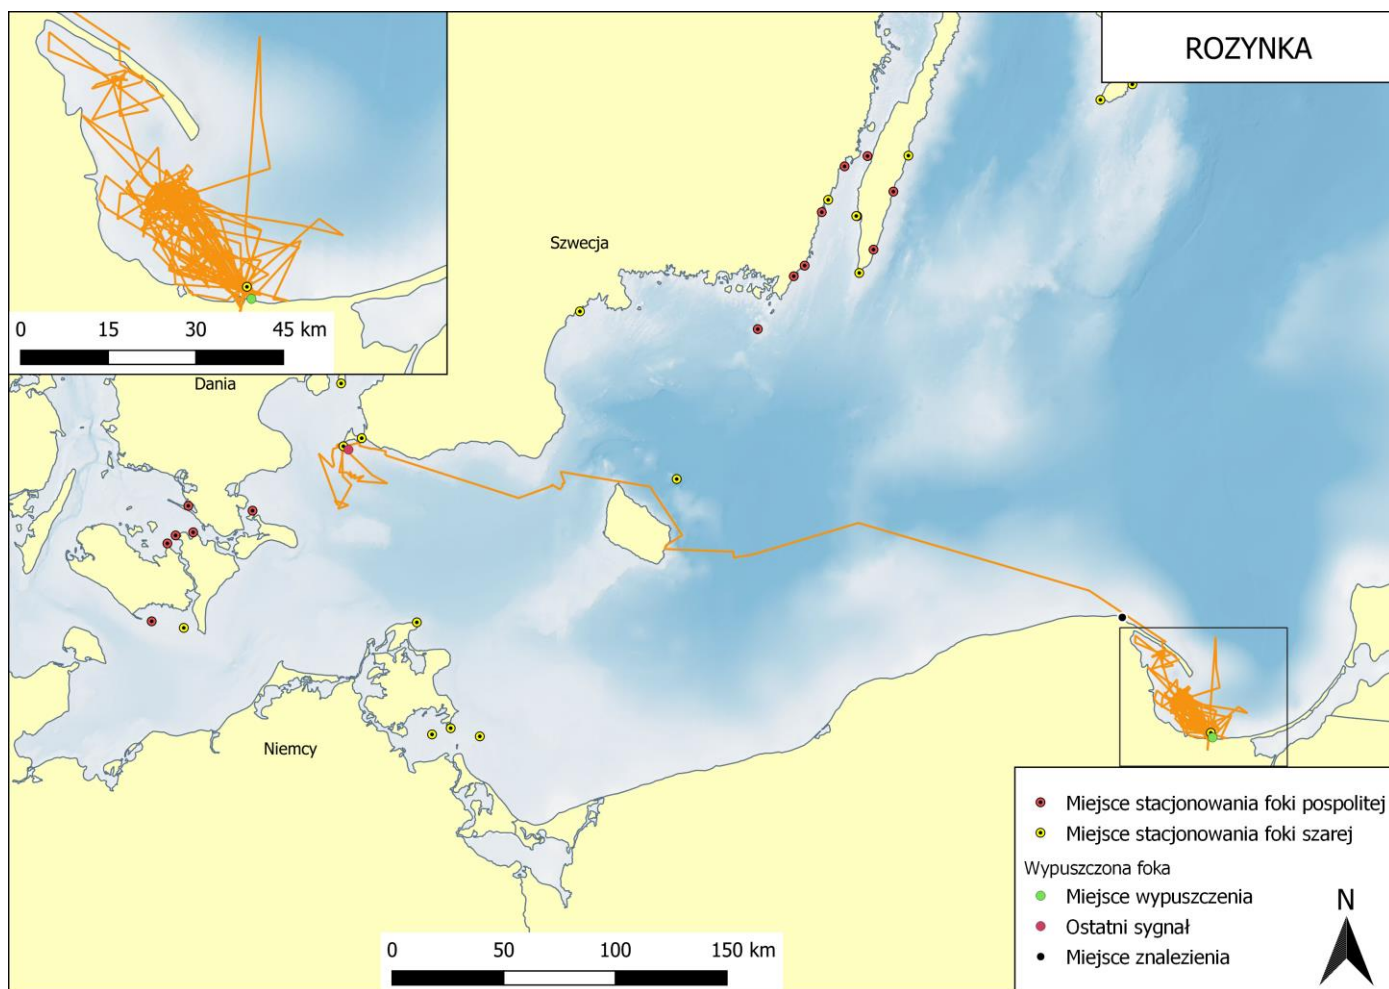 ROZYNKA
Szwecja
0 15 30 45 km
Dania
Niemcy
Miejsce stacjonowania foki pospolitej
Miejsce stacjonowania foki szarej
Wypuszczona foka
Miejsce wypuszczenia
Ostatni sygnał
Miejsce znalezienia
N
0 50 100 150 km